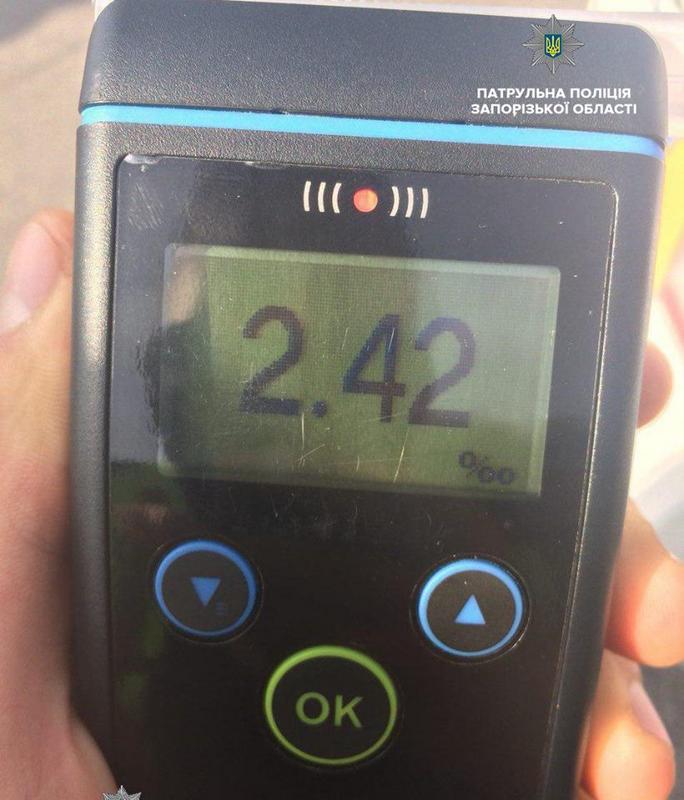 ПАТРУЛЬНА ПОЛІЦІЯ
ЗАПОРІЗЬКОЇ ОБЛАСТІ
2.42
‰
OK